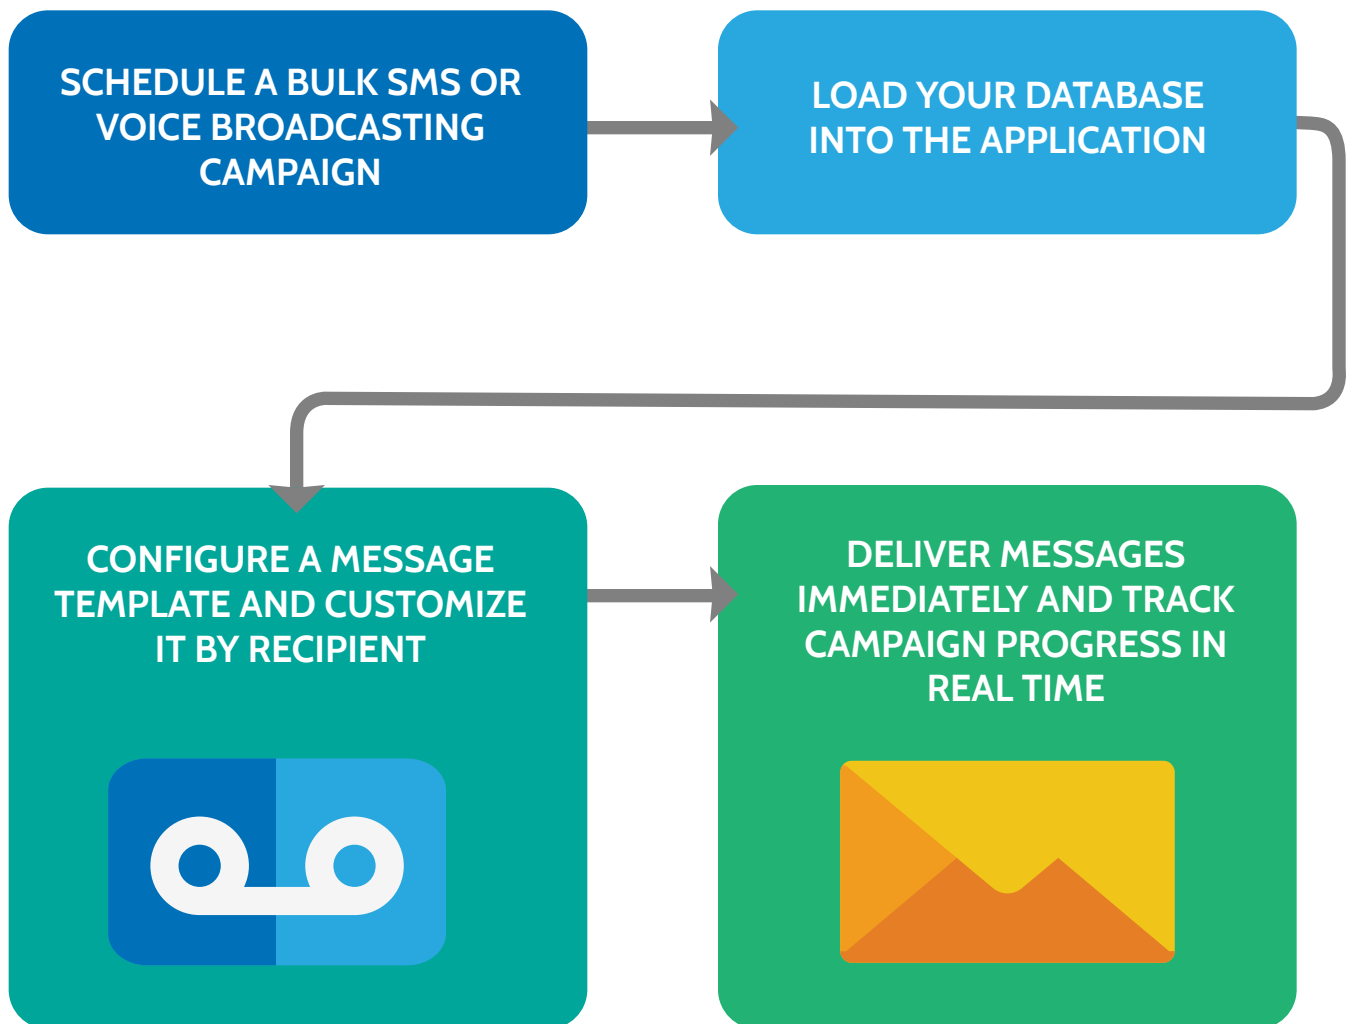 SCHEDULE A BULK SMS OR
VOICE BROADCASTING
CAMPAIGN
LOAD YOUR DATABASE
INTO THE APPLICATION
CONFIGURE A MESSAGE
TEMPLATE AND CUSTOMIZE
IT BY RECIPIENT
DELIVER MESSAGES
IMMEDIATELY AND TRACK
CAMPAIGN PROGRESS IN
REAL TIME